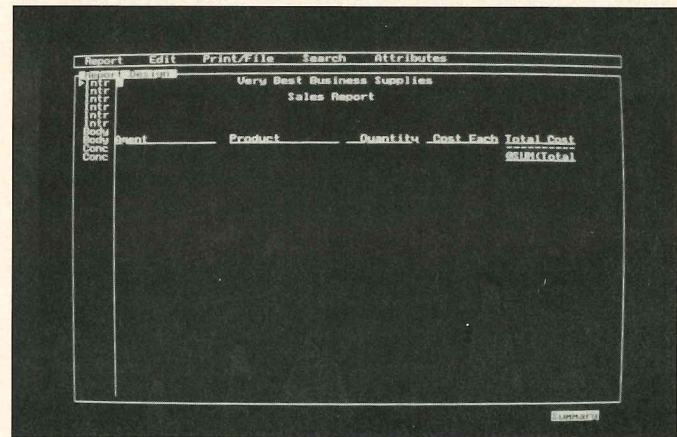 Report Edit Print/File Search Attributes
Report Design
Intr Very Best Business Supplies
Intr
Intr Sales Report
Intr
Intr
Intr
Body
Body Agent Product Quantity Cost Each Total Cost
Conc
Conc @SUM(Total
Summary